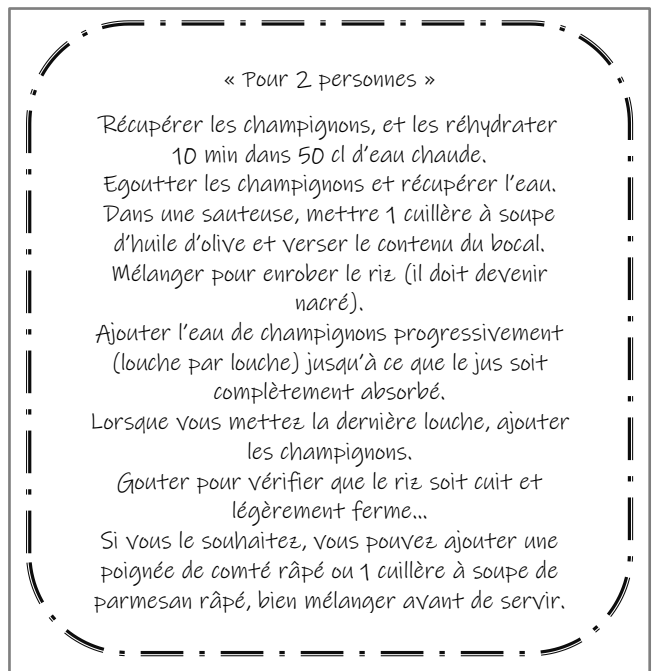 « Pour 2 personnes »
Récupérer les champignons, et les réhydrater
10 min dans 50 cl d'eau chaude.
Egoutter les champignons et récupérer l'eau.
Dans une sauteuse, mettre 1 cuillère à soupe
d'huile d'olive et verser le contenu du bocal.
Mélanger pour enrober le riz (il doit devenir
nacré).
Ajouter l'eau de champignons progressivement
(louche par louche) jusqu'à ce que le jus soit
complètement absorbé.
Lorsque vous mettez la dernière louche, ajouter
les champignons.
Gouter pour vérifier que le riz soit cuit et
légèrement ferme...
Si vous le souhaitez, vous pouvez ajouter une
poignée de comté râpé ou 1 cuillère à soupe de
parmesan râpé, bien mélanger avant de servir.